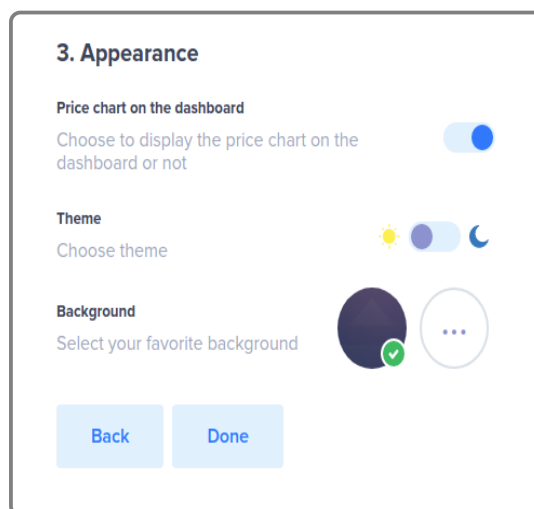 3. Appearance
Price chart on the dashboard
Choose to display the price chart on the
dashboard or not
Theme
Choose theme
Background
Select your favorite background
Back
Done